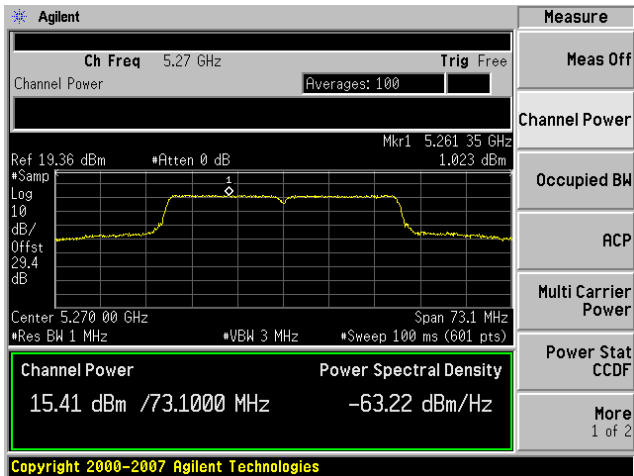 Agilent
Measure
Ch Freq 5.27 GHz Trig Free
Channel Power Averages: 100
Mkr1 5.261 35 GHz
Ref 19.36 dBm #Atten 0 dB 1.023 dBm
#Samp
Log
10
dB/
Offst
29.4
dB
1
Center 5.270 00 GHz Span 73.1 MHz
#Res BW 1 MHz #VBW 3 MHz #Sweep 100 ms (601 pts)
Channel Power Power Spectral Density
15.41 dBm /73.1000 MHz -63.22 dBm/Hz
Meas Off
Channel Power
Occupied BW
ACP
Multi Carrier
Power
Power Stat
CCDF
More
1 of 2
Copyright 2000-2007 Agilent Technologies